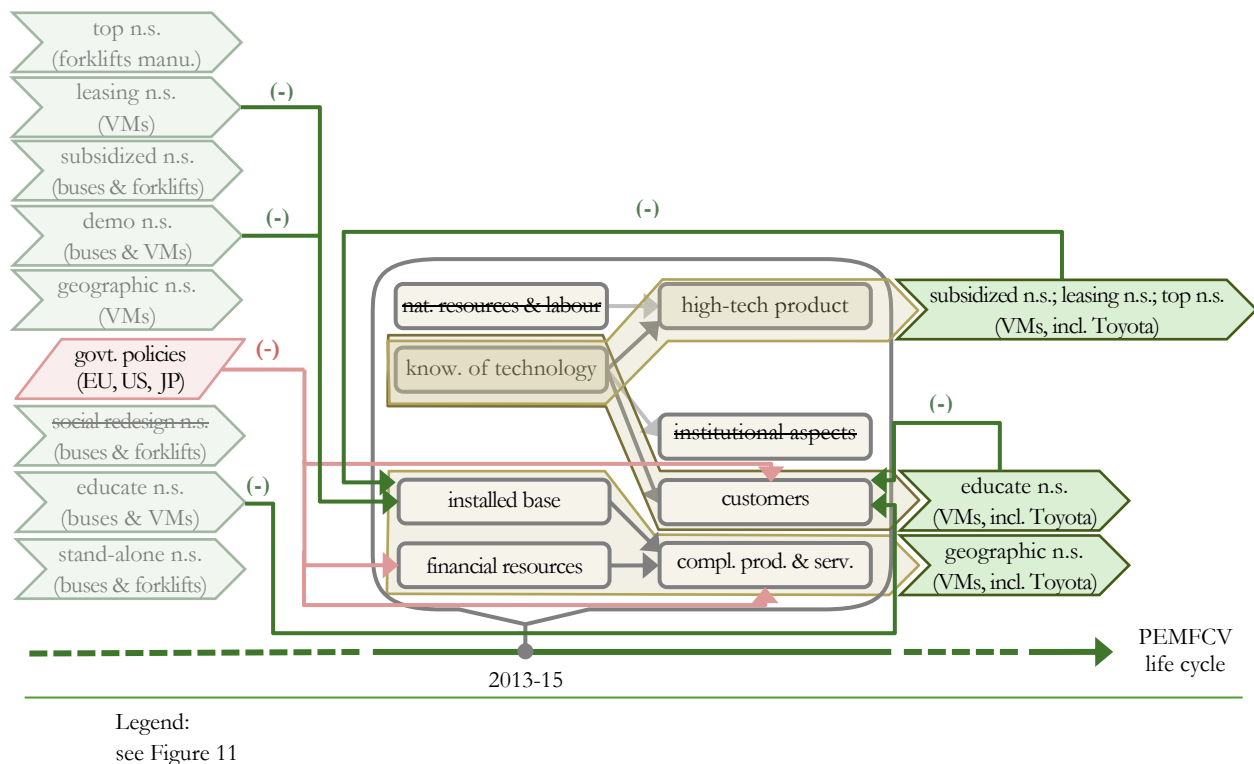 top n.s.
(forklifts manu.)
leasing n.s.
(VMs)
(-)
subsidized n.s.
(buses & forklifts)
demo n.s.
(buses & VMs)
(-)
geographic n.s.
(VMs)
govt. policies
(EU, US, JP)
(-)
social redesign n.s.
(buses & forklifts)
educate n.s.
(buses & VMs)
(-)
stand-alone n.s.
(buses & forklifts)
nat. resources & labour
high-tech product
know. of technology
institutional aspects
installed base
customers
financial resources
compl. prod. & serv.
(-)
subsidized n.s.; leasing n.s.; top n.s.
(VMs, incl. Toyota)
(-)
educate n.s.
(VMs, incl. Toyota)
geographic n.s.
(VMs, incl. Toyota)
2013-15
PEMFCV
life cycle
Legend:
see Figure 11